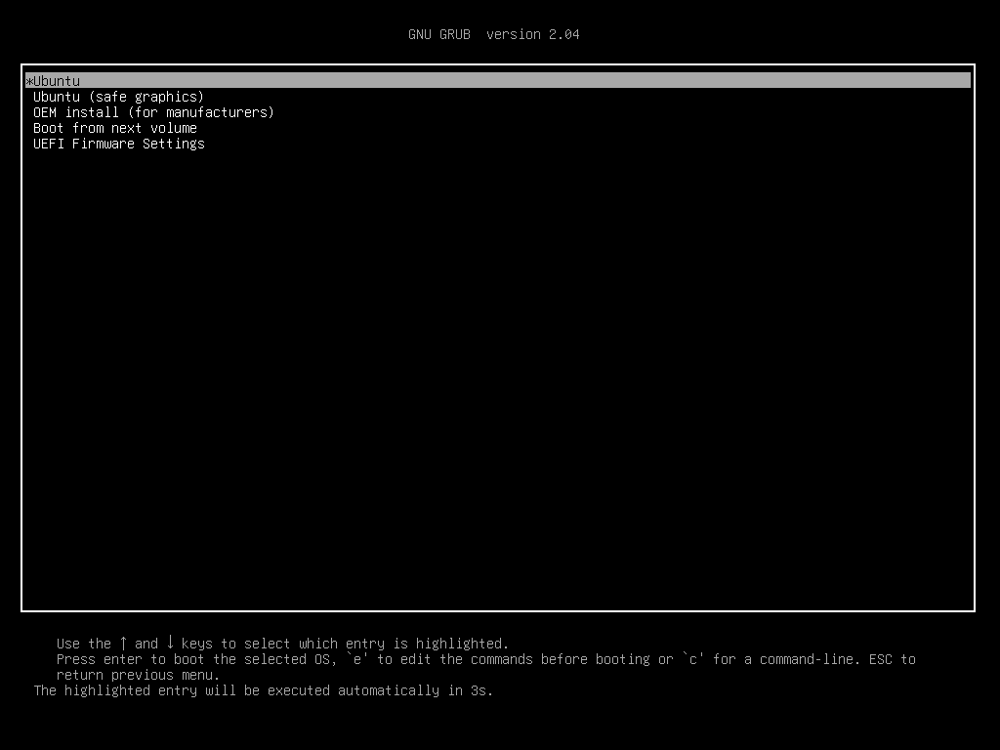 GNU GRUB  version 2.04
*Ubuntu
Ubuntu (safe graphics)
OEM install (for manufacturers)
Boot from next volume
UEFI Firmware Settings
Use the ↑ and ↓ keys to select which entry is highlighted.
Press enter to boot the selected OS, `e' to edit the commands before booting or `c' for a command-line. ESC to
return previous menu.
The highlighted entry will be executed automatically in 3s.